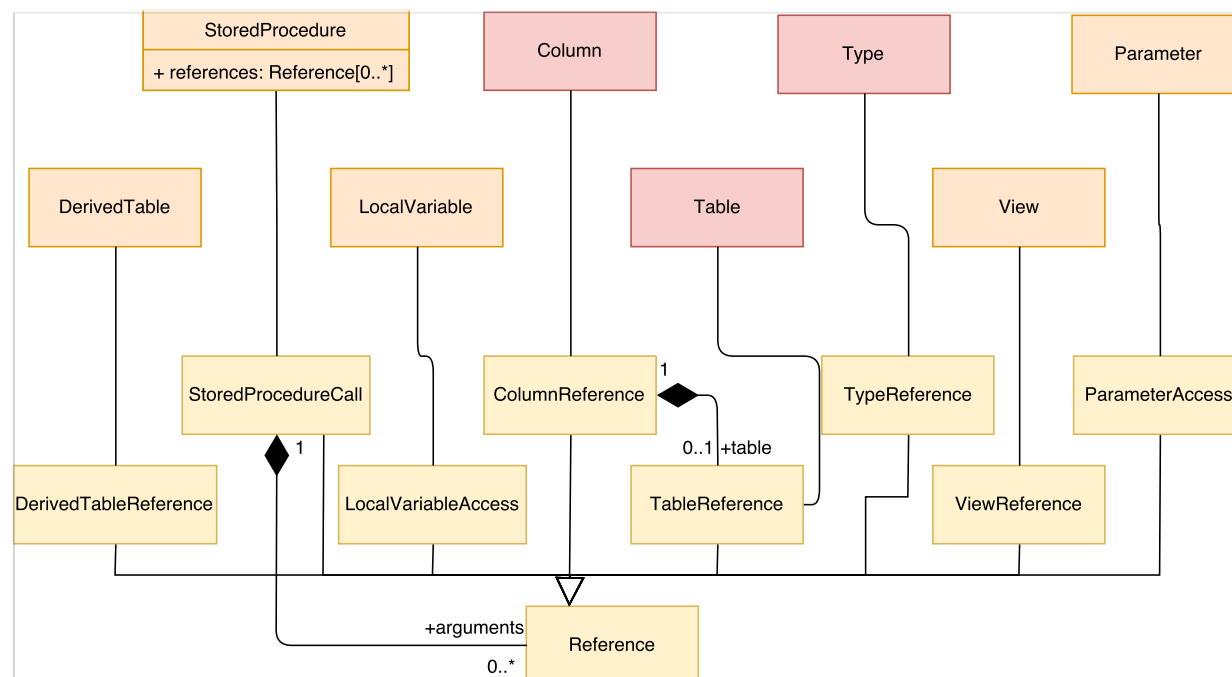 StoredProcedure
+ references: Reference[0..*]
Column
Type
Parameter
DerivedTable
LocalVariable
Table
View
StoredProcedureCall
ColumnReference
1
TypeReference
ParameterAccess
1
0..1 +table
DerivedTableReference
LocalVariableAccess
TableReference
ViewReference
+arguments
0..*
Reference